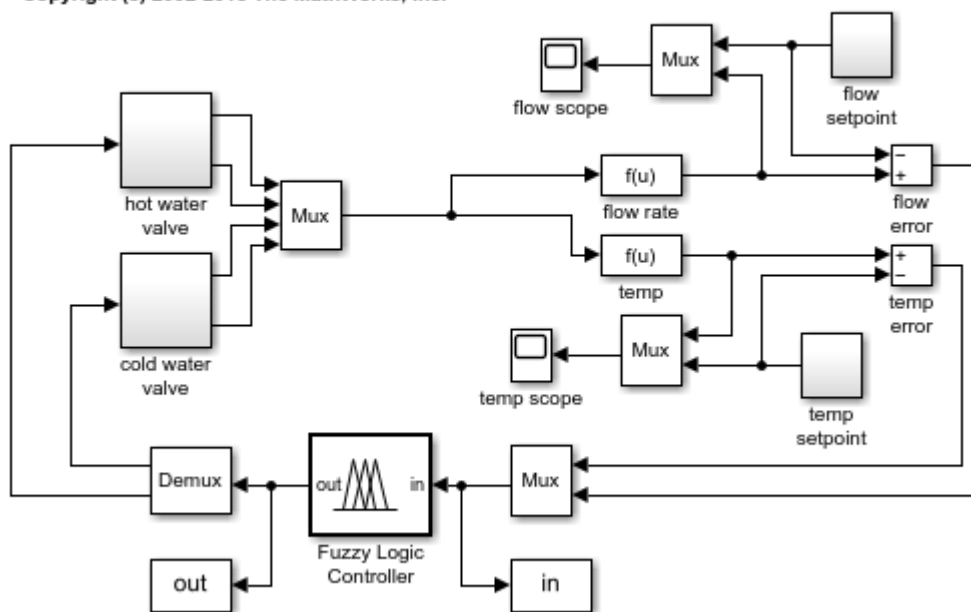 Mux
flow scope
flow
setpoint
hot water
valve
Mux
f(u)
flow rate
−
+
flow
error
cold water
valve
f(u)
temp
+
−
temp
error
Mux
temp scope
temp
setpoint
Demux
out
in
Fuzzy Logic
Controller
Mux
out
in